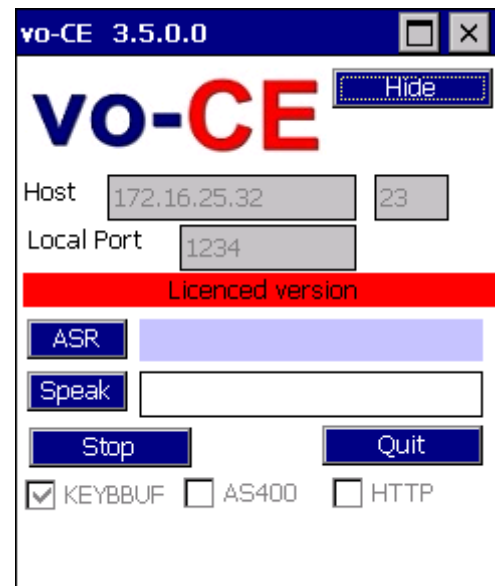 vo-CE 3.5.0.0
Hide
vo-CE
Host 172.16.25.32 23
Local Port 1234
Licenced version
ASR
Speak
Stop Quit
KEYBBUF AS400 HTTP